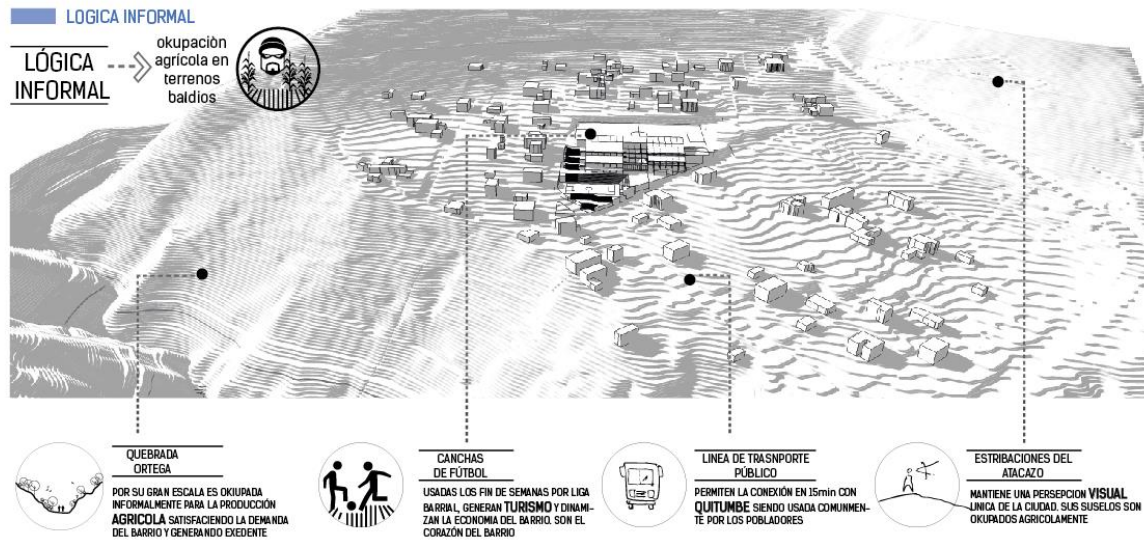 LOGICA INFORMAL
LÓGICA
INFORMAL
okupaciòn
agrícola en
terrenos
baldios
QUEBRADA
ORTEGA
POR SU GRAN ESCALA ES OKIUPADA
INFORMALMENTE PARA LA PRODUCCIÓN
AGRICOLA SATISFACIENDO LA DEMANDA
DEL BARRIO Y GENERANDO EXEDENTE
CANCHAS
DE FÚTBOL
USADAS LOS FIN DE SEMANAS POR LIGA
BARRIAL, GENERAN TURISMO Y DINAMI-
ZAN LA ECONOMIA DEL BARRIO. SON EL
CORAZÓN DEL BARRIO
LINEA DE TRASNPORTE
PÚBLICO
PERMITEN LA CONEXIÓN EN 15min CON
QUITUMBE SIENDO USADA COMUNMEN-
TE POR LOS POBLADORES
ESTRIBACIONES DEL
ATACAZO
MANTIENE UNA PERSEPCION VISUAL
UNICA DE LA CIUDAD. SUS SUSELOS SON
OKUPADOS AGRICOLAMENTE